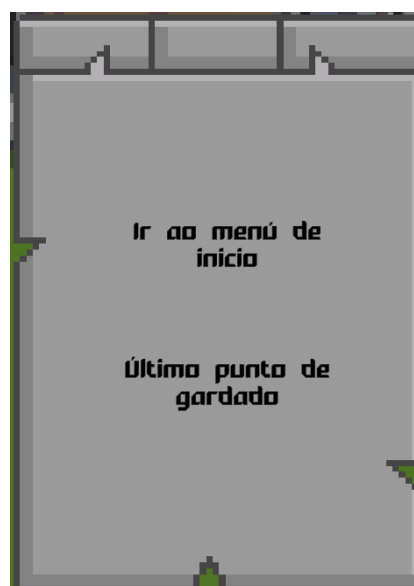 Ir ao menú de
inicio
Último punto de
gardado